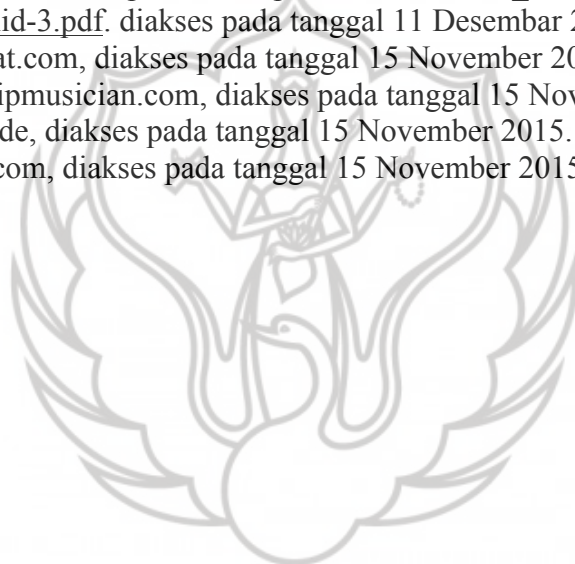 id-3.pdf. diakses pada tanggal 11 Desembar 2
at.com, diakses pada tanggal 15 November 20
ipmusician.com, diakses pada tanggal 15 Nov
de, diakses pada tanggal 15 November 2015.
com, diakses pada tanggal 15 November 2015